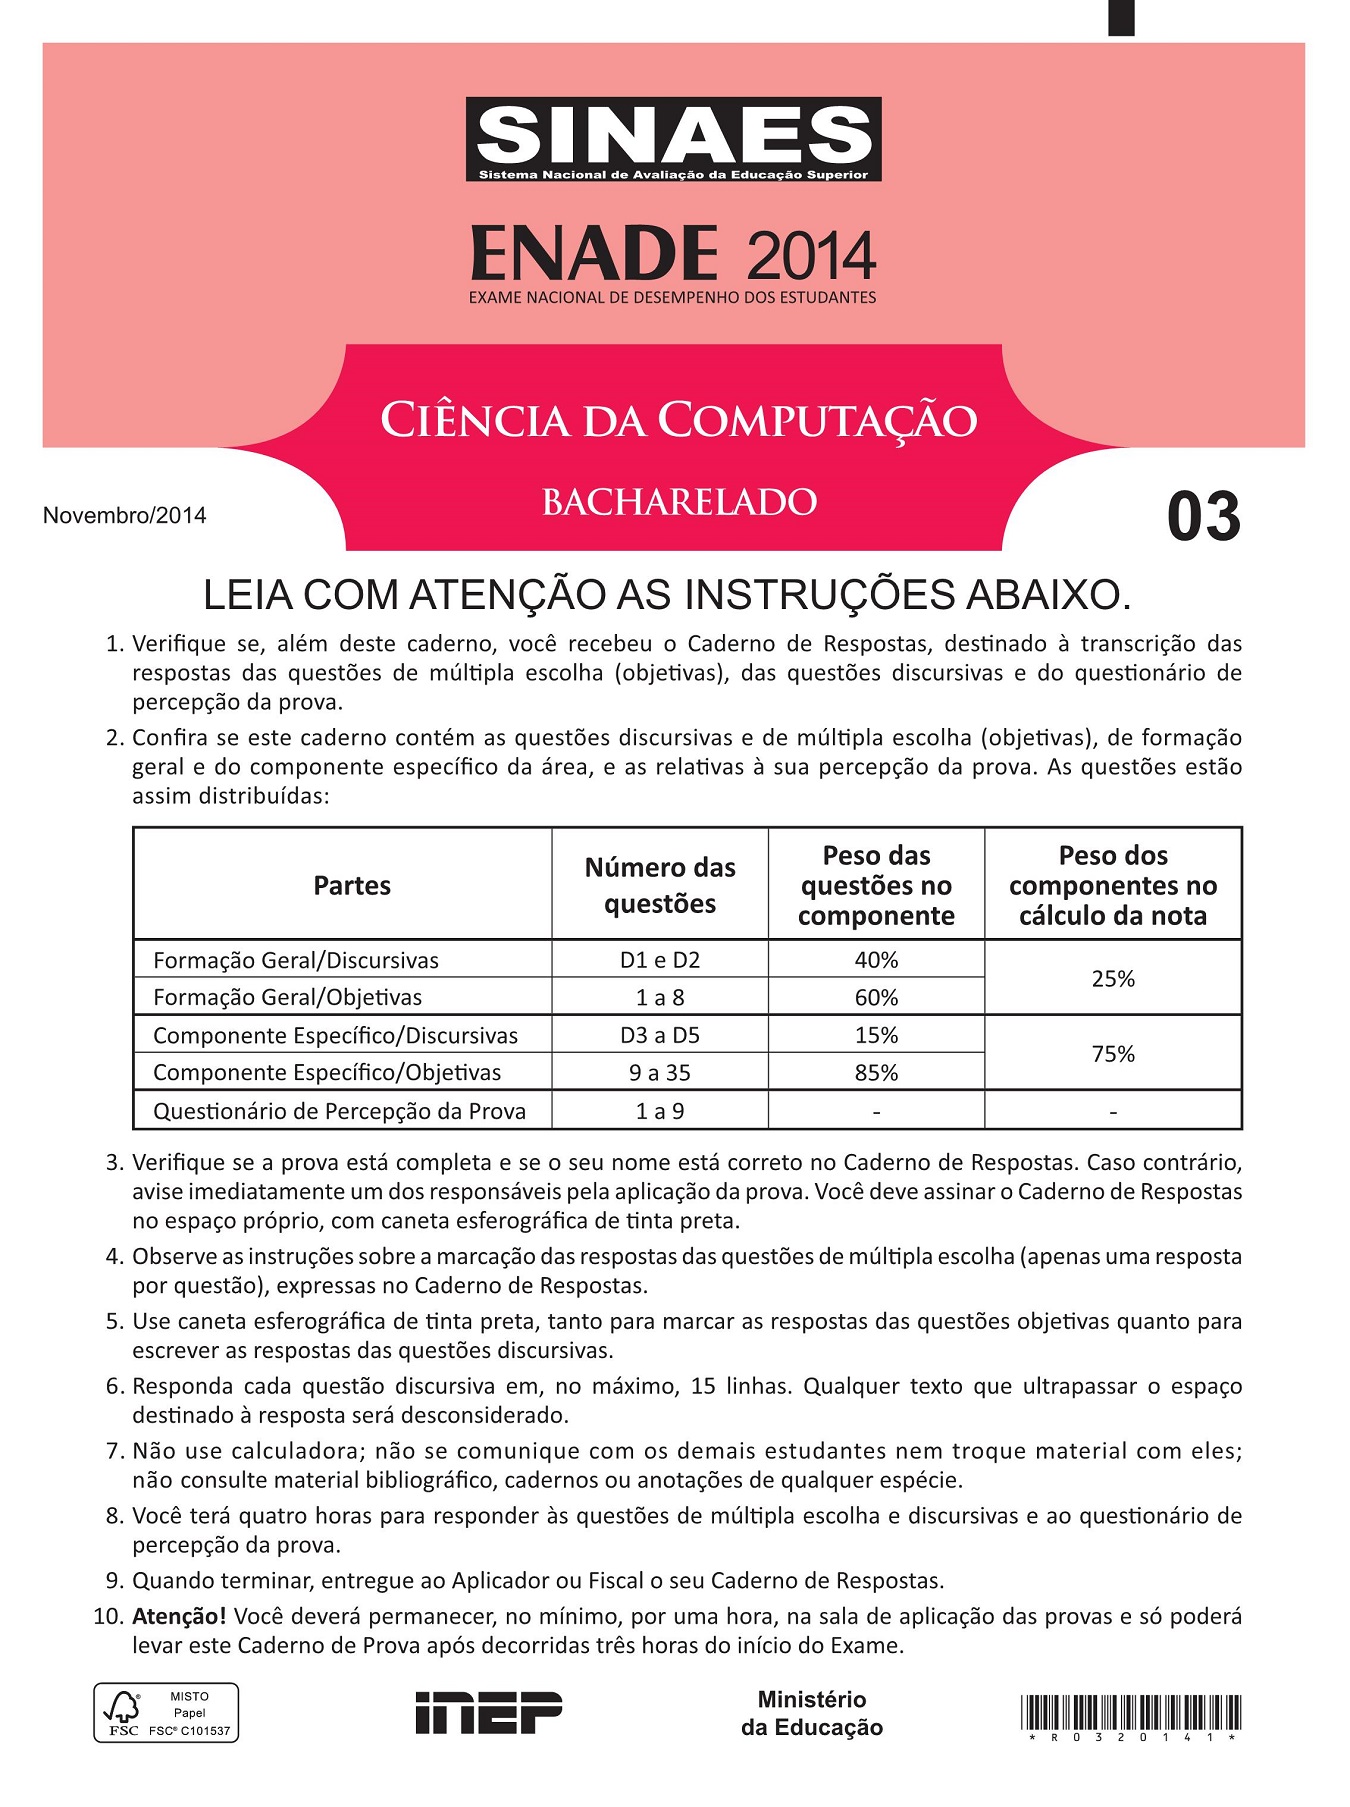 SINAES
Sistema Nacional de Avaliação da Educação Superior
ENADE 2014
EXAME NACIONAL DE DESEMPENHO DOS ESTUDANTES
CIÊNCIA DA COMPUTAÇÃO
BACHARELADO
Novembro/2014
03
LEIA COM ATENÇÃO AS INSTRUÇÕES ABAIXO.
1. Verifique se, além deste caderno, você recebeu o Caderno de Respostas, destinado à transcrição das
respostas das questões de múltipla escolha (objetivas), das questões discursivas e do questionário de
percepção da prova.
2. Confira se este caderno contém as questões discursivas e de múltipla escolha (objetivas), de formação
geral e do componente específico da área, e as relativas à sua percepção da prova. As questões estão
assim distribuídas:
Partes
Número das
questões
Peso das
questões no
componente
Peso dos
componentes no
cálculo da nota
Formação Geral/Discursivas D1 e D2 40%
25%
Formação Geral/Objetivas 1 a 8 60%
Componente Específico/Discursivas D3 a D5 15%
75%
Componente Específico/Objetivas 9 a 35 85%
Questionário de Percepção da Prova 1 a 9 - -
3. Verifique se a prova está completa e se o seu nome está correto no Caderno de Respostas. Caso contrário,
avise imediatamente um dos responsáveis pela aplicação da prova. Você deve assinar o Caderno de Respostas
no espaço próprio, com caneta esferográfica de tinta preta.
4. Observe as instruções sobre a marcação das respostas das questões de múltipla escolha (apenas uma resposta
por questão), expressas no Caderno de Respostas.
5. Use caneta esferográfica de tinta preta, tanto para marcar as respostas das questões objetivas quanto para
escrever as respostas das questões discursivas.
6. Responda cada questão discursiva em, no máximo, 15 linhas. Qualquer texto que ultrapassar o espaço
destinado à resposta será desconsiderado.
7. Não use calculadora; não se comunique com os demais estudantes nem troque material com eles;
não consulte material bibliográfico, cadernos ou anotações de qualquer espécie.
8. Você terá quatro horas para responder às questões de múltipla escolha e discursivas e ao questionário de
percepção da prova.
9. Quando terminar, entregue ao Aplicador ou Fiscal o seu Caderno de Respostas.
10. Atenção! Você deverá permanecer, no mínimo, por uma hora, na sala de aplicação das provas e só poderá
levar este Caderno de Prova após decorridas três horas do início do Exame.
FSC
MISTO
Papel
FSC® C101537
inep
Ministério
da Educação
*R0320141*